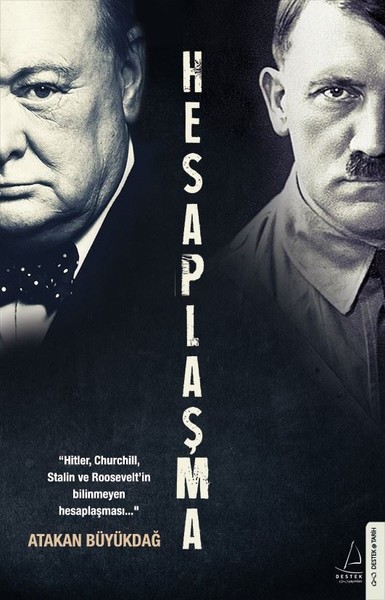 HESAPLAŞMA
"Hitler, Churchill,
Stalin ve Roosevelt'in
bilinmeyen
hesaplaşması..."
ATAKAN BÜYÜKDAĞ
DESTEK
DESTEK TARİH